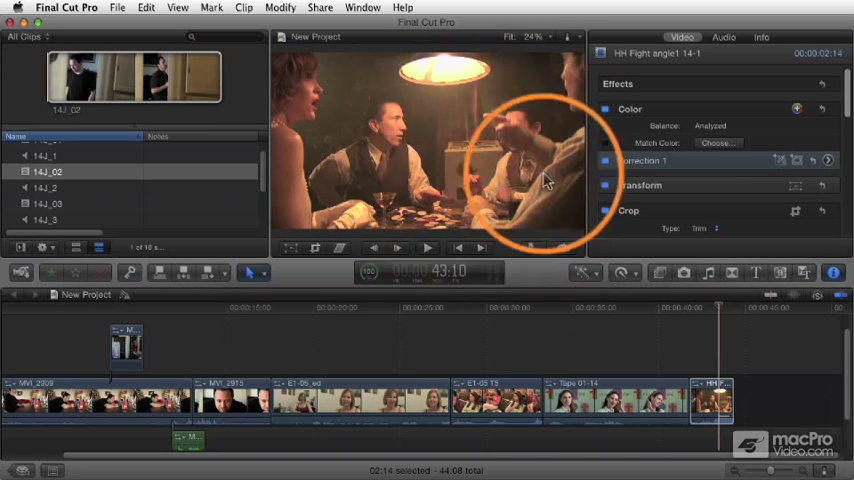 Final Cut Pro File Edit View Mark Clip Modify Share Window Help
Final Cut Pro
All Clips
New Project
Fit: 24%
Video Audio Info
HH Fight angle1 14-1 00:00:02:14
14J_02
Effects
Color
Balance: Analyzed
Match Color: Choose...
Correction 1
Transform
Crop
Type: Trim
Name Notes
14J_1
14J_02
14J_2
14J_03
14J_3
1 of 10 s...
100 00:00:43:10
New Project
00:00:15:00 00:00:20:00 00:00:25:00 00:00:30:00 00:00:35:00 00:00:40:00 00:00:45:00
M...
MVI_2909 MVI_2915 E1-05_ed E1-05 T5 Tape 01-14 HH F...
M...
macPro
Video.com
02:14 selected - 44:08 total